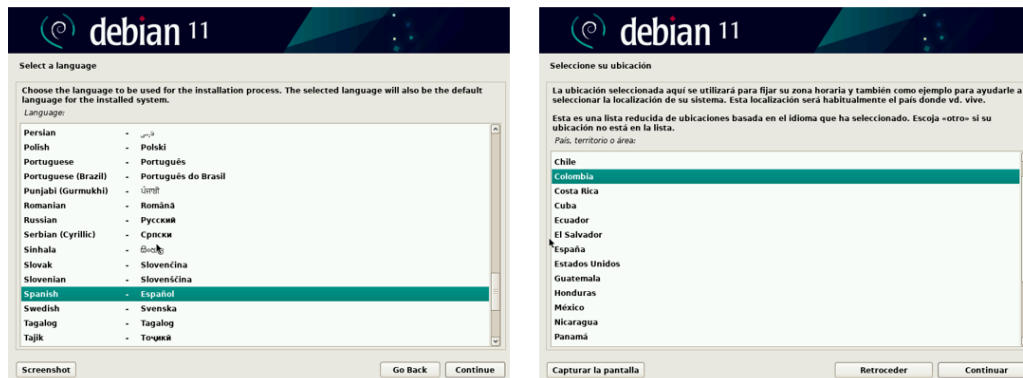 debian 11
Select a language
Choose the language to be used for the installation process. The selected language will also be the default
language for the installed system.
Language:
Persian - فارسی
Polish - Polski
Portuguese - Português
Portuguese (Brazil) - Português do Brasil
Punjabi (Gurmukhi) - ਪੰਜਾਬੀ
Romanian - Română
Russian - Русский
Serbian (Cyrillic) - Српски
Sinhala -
Slovak - Slovenčina
Slovenian - Slovenščina
Spanish - Español
Swedish - Svenska
Tagalog - Tagalog
Tajik - Тоҷикӣ
Screenshot Go Back Continue
debian 11
Seleccione su ubicación
La ubicación seleccionada aquí se utilizará para fijar su zona horaria y también como ejemplo para ayudarle a
seleccionar la localización de su sistema. Esta localización será habitualmente el país donde vd. vive.
Esta es una lista reducida de ubicaciones basada en el idioma que ha seleccionado. Escoja «otro» si su
ubicación no está en la lista.
País, territorio o área:
Chile
Colombia
Costa Rica
Cuba
Ecuador
El Salvador
España
Estados Unidos
Guatemala
Honduras
México
Nicaragua
Panamá
Capturar la pantalla Retroceder Continuar